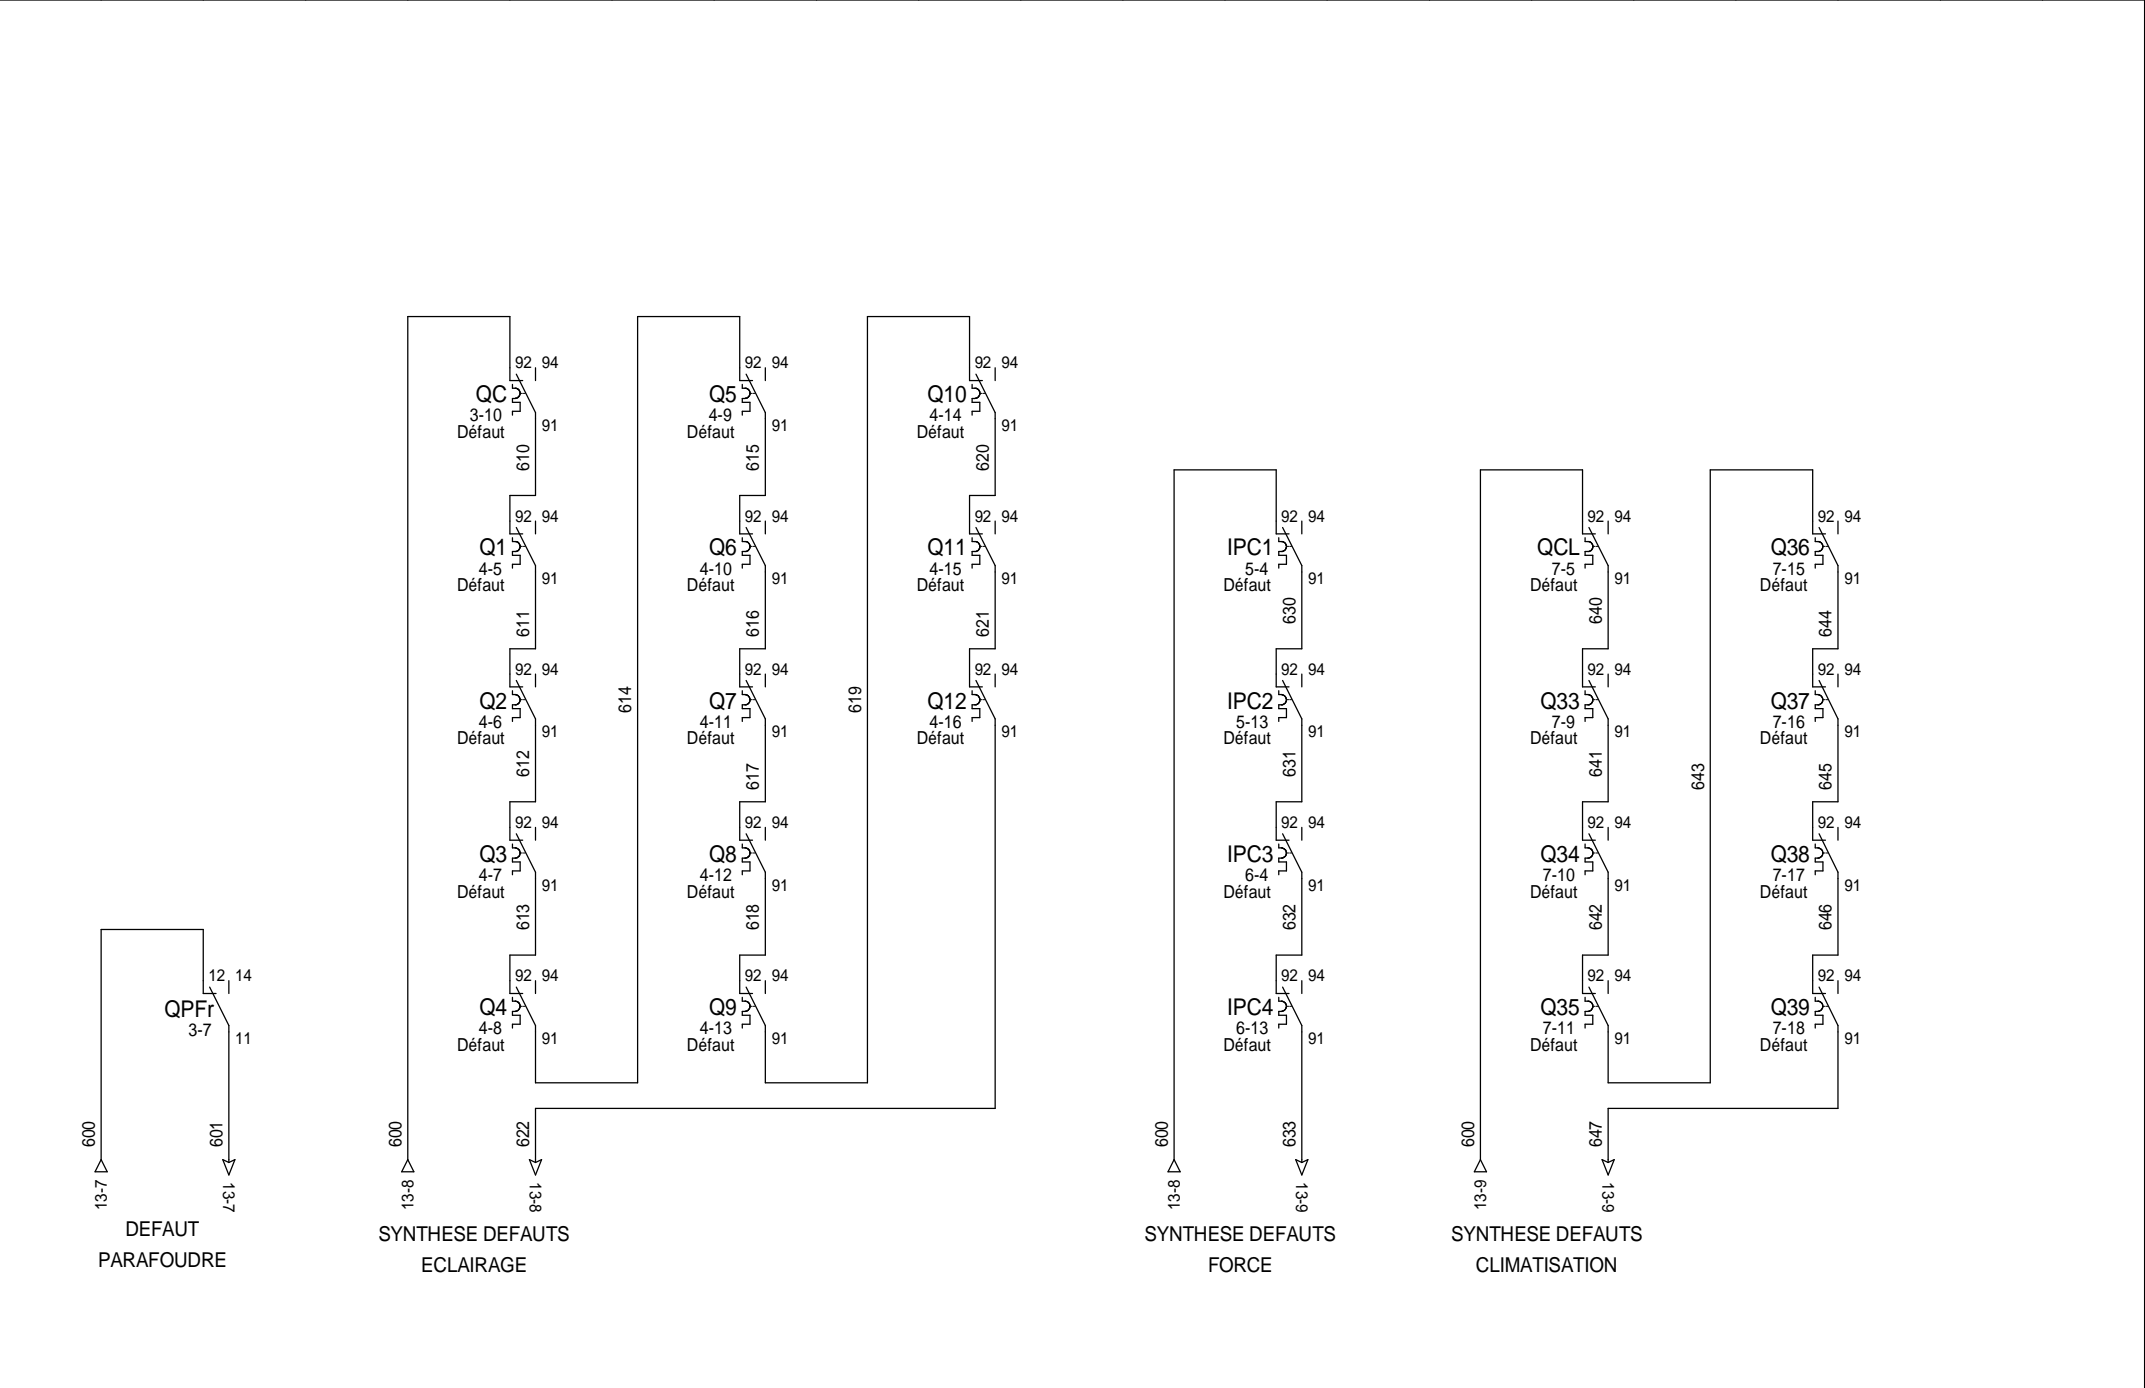 92 94
QC
3-10
Défaut
91
610
92 94
Q1
4-5
Défaut
91
611
92 94
Q2
4-6
Défaut
91
612
92 94
Q3
4-7
Défaut
91
613
92 94
Q4
4-8
Défaut
91
614
92 94
Q5
4-9
Défaut
91
615
92 94
Q6
4-10
Défaut
91
616
92 94
Q7
4-11
Défaut
91
617
92 94
Q8
4-12
Défaut
91
618
92 94
Q9
4-13
Défaut
91
619
92 94
Q10
4-14
Défaut
91
620
92 94
Q11
4-15
Défaut
91
621
92 94
Q12
4-16
Défaut
91
600
622
13-8
13-8
SYNTHESE DEFAUTS
ECLAIRAGE
12 14
QPFr
3-7
11
600
601
13-7
13-7
DEFAUT
PARAFOUDRE
92 94
IPC1
5-4
Défaut
91
630
92 94
IPC2
5-13
Défaut
91
631
92 94
IPC3
6-4
Défaut
91
632
92 94
IPC4
6-13
Défaut
91
600
633
13-8
13-9
SYNTHESE DEFAUTS
FORCE
92 94
QCL
7-5
Défaut
91
640
92 94
Q33
7-9
Défaut
91
641
92 94
Q34
7-10
Défaut
91
642
92 94
Q35
7-11
Défaut
91
643
92 94
Q36
7-15
Défaut
91
644
92 94
Q37
7-16
Défaut
91
645
92 94
Q38
7-17
Défaut
91
646
92 94
Q39
7-18
Défaut
91
600
647
13-9
13-9
SYNTHESE DEFAUTS
CLIMATISATION